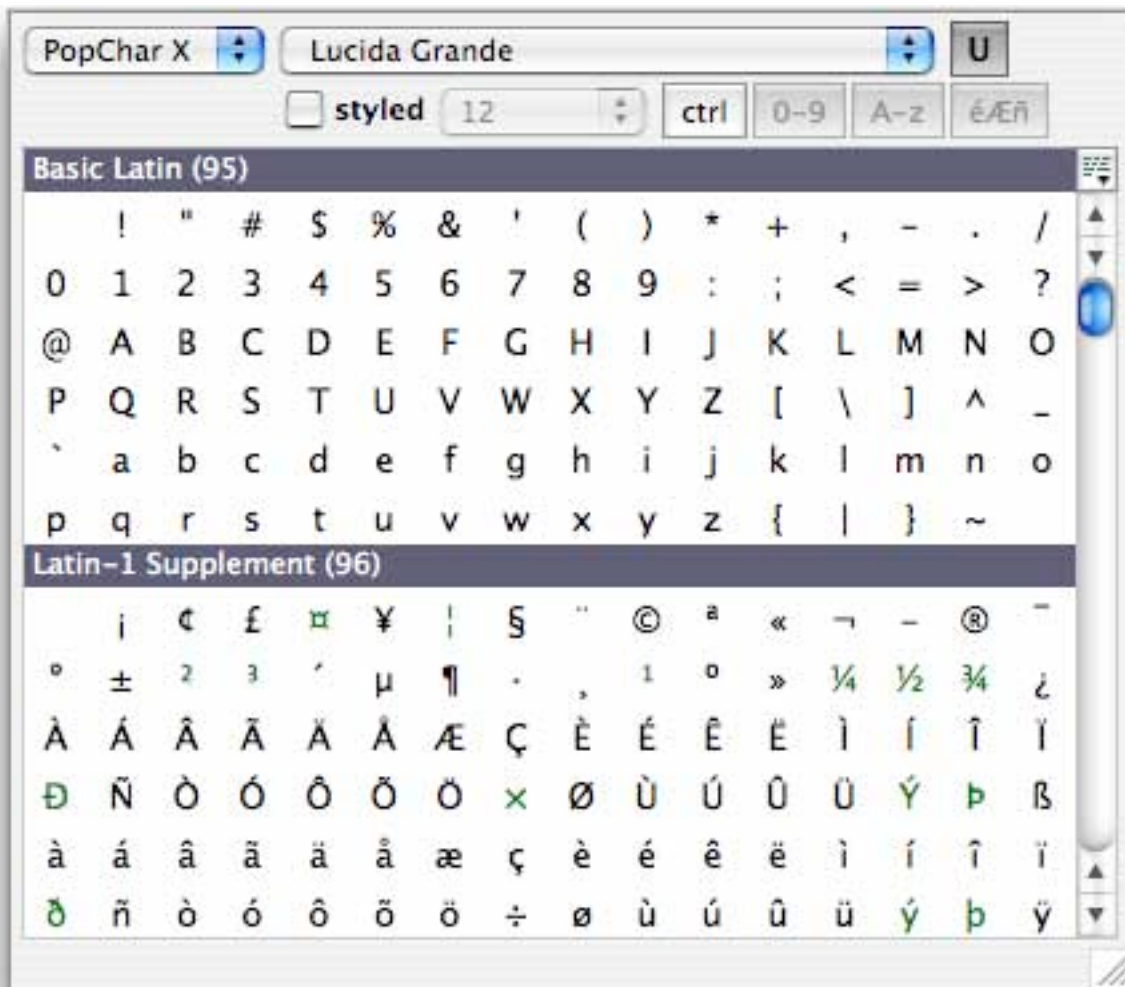 PopChar X Lucida Grande U
styled 12 ctrl 0-9 A-z éÆñ
Basic Latin (95)
! " # $ % & ' ( ) * + , - . /
0 1 2 3 4 5 6 7 8 9 : ; < = > ?
@ A B C D E F G H I J K L M N O
P Q R S T U V W X Y Z [ \ ] ^ _
` a b c d e f g h i j k l m n o
p q r s t u v w x y z { | } ~
Latin-1 Supplement (96)
¡ ¢ £ ¤ ¥ ¦ § ¨ © ª « ¬ - ® ¯
° ± ² ³ ´ µ ¶ · ¸ ¹ º » ¼ ½ ¾ ¿
À Á Â Ã Ä Å Æ Ç È É Ê Ë Ì Í Î Ï
Ð Ñ Ò Ó Ô Õ Ö × Ø Ù Ú Û Ü Ý Þ ß
à á â ã ä å æ ç è é ê ë ì í î ï
ð ñ ò ó ô õ ö ÷ ø ù ú û ü ý þ ÿ